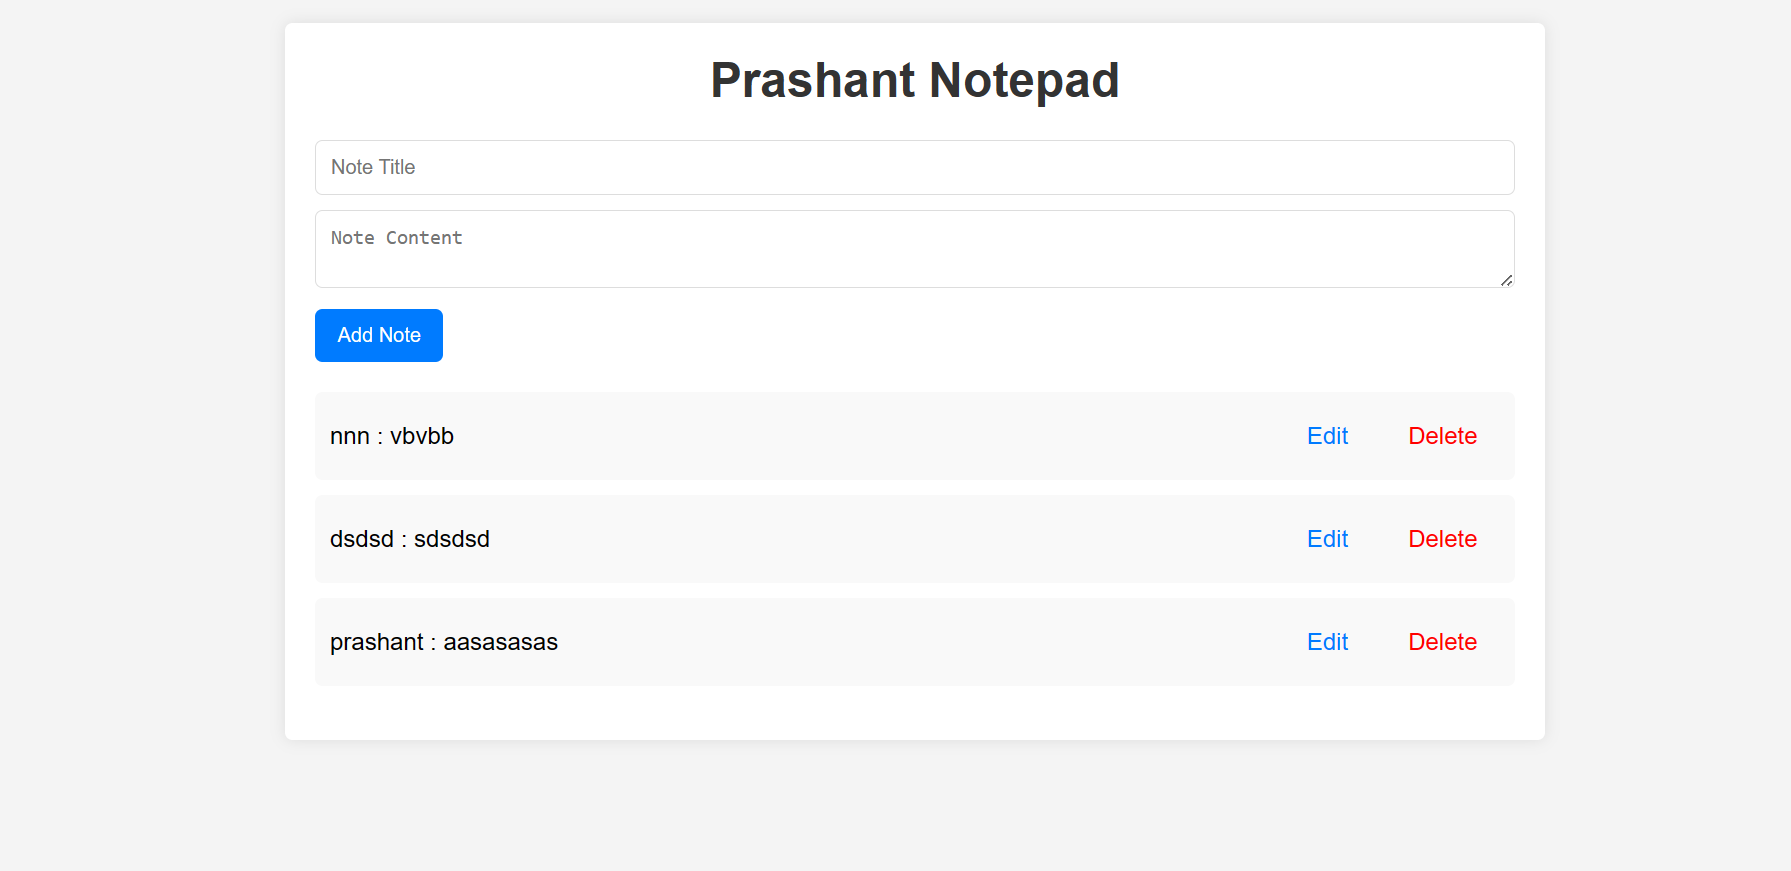 Prashant Notepad
Note Title
Note Content
Add Note
nnn : vbvbb Edit Delete
dsdsd : sdsdsd Edit Delete
prashant : aasasasas Edit Delete